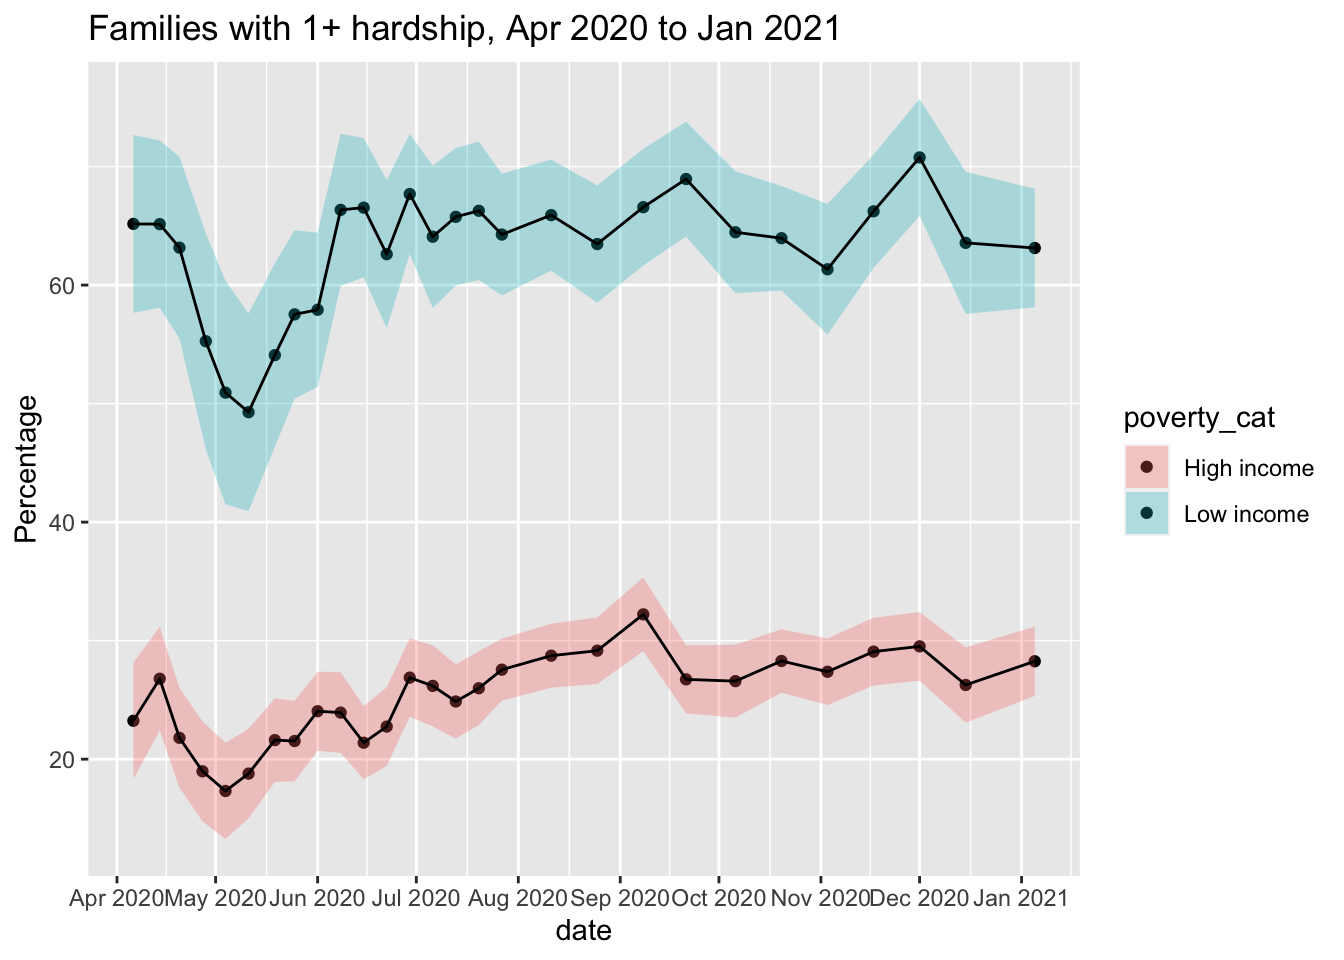 Families with 1+ hardship, Apr 2020 to Jan 2021
Percentage
60
40
20
Apr 2020 May 2020 Jun 2020 Jul 2020 Aug 2020 Sep 2020 Oct 2020 Nov 2020 Dec 2020 Jan 2021
date
poverty_cat
High income
Low income